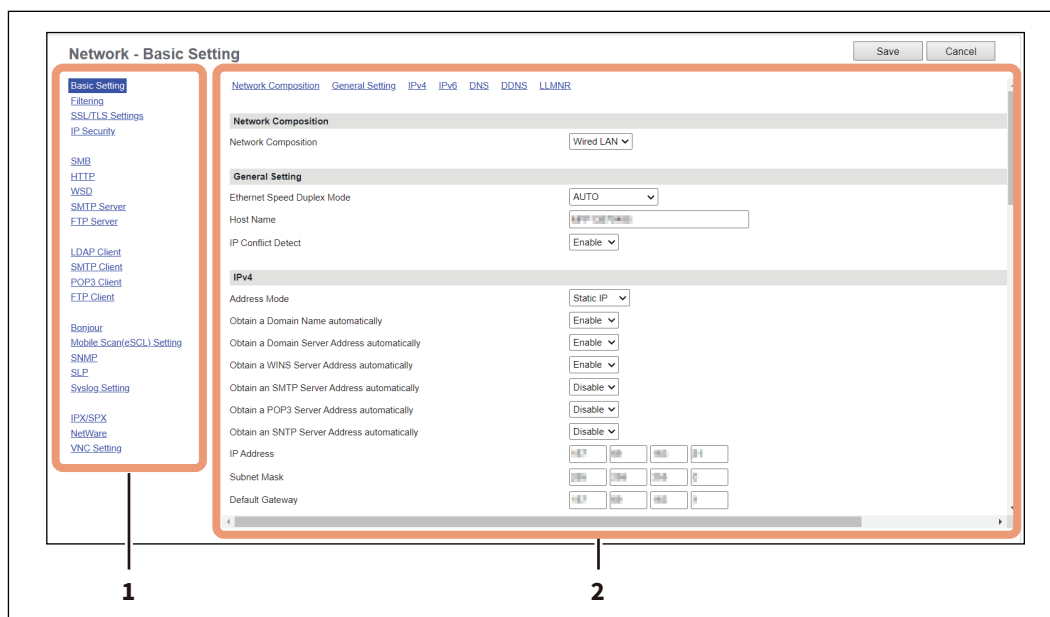 Network - Basic Setting
Save Cancel
Basic Setting
Filtering
SSL/TLS Settings
IP Security
SMB
HTTP
WSD
SMTP Server
FTP Server
LDAP Client
SMTP Client
POP3 Client
FTP Client
Bonjour
Mobile Scan(eSCL) Setting
SNMP
SLP
Syslog Setting
IPX/SPX
NetWare
VNC Setting
Network Composition General Setting IPv4 IPv6 DNS DDNS LLMNR
Network Composition
Network Composition Wired LAN
General Setting
Ethernet Speed Duplex Mode AUTO
Host Name
IP Conflict Detect Enable
IPv4
Address Mode Static IP
Obtain a Domain Name automatically Enable
Obtain a Domain Server Address automatically Enable
Obtain a WINS Server Address automatically Enable
Obtain an SMTP Server Address automatically Disable
Obtain a POP3 Server Address automatically Disable
Obtain an SNTP Server Address automatically Disable
IP Address
Subnet Mask
Default Gateway
1 2